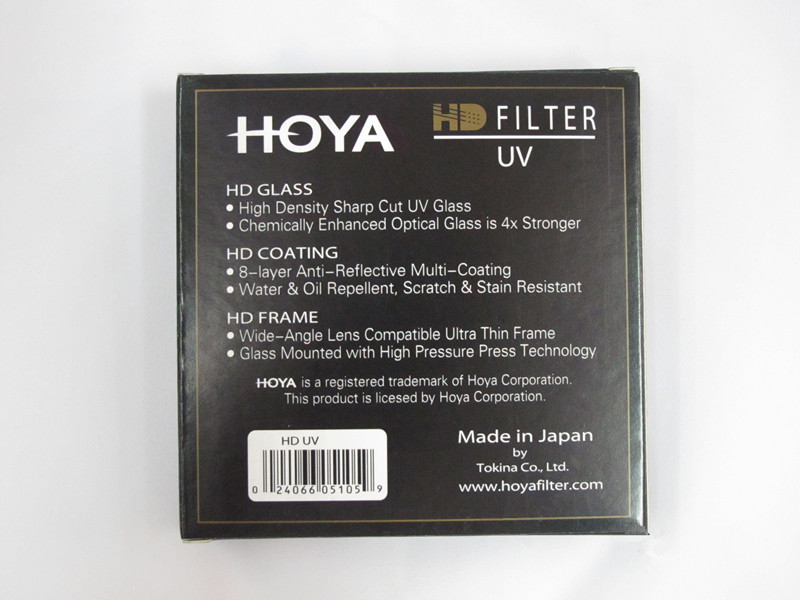 HOYA
HD FILTER
UV
HD GLASS
• High Density Sharp Cut UV Glass
• Chemically Enhanced Optical Glass is 4x Stronger
HD COATING
• 8-layer Anti-Reflective Multi-Coating
• Water & Oil Repellent, Scratch & Stain Resistant
HD FRAME
• Wide-Angle Lens Compatible Ultra Thin Frame
• Glass Mounted with High Pressure Press Technology
HOYA is a registered trademark of Hoya Corporation.
This product is licesed by Hoya Corporation.
HD UV
0 24066 05105 9
Made in Japan
by
Tokina Co., Ltd.
www.hoyafilter.com